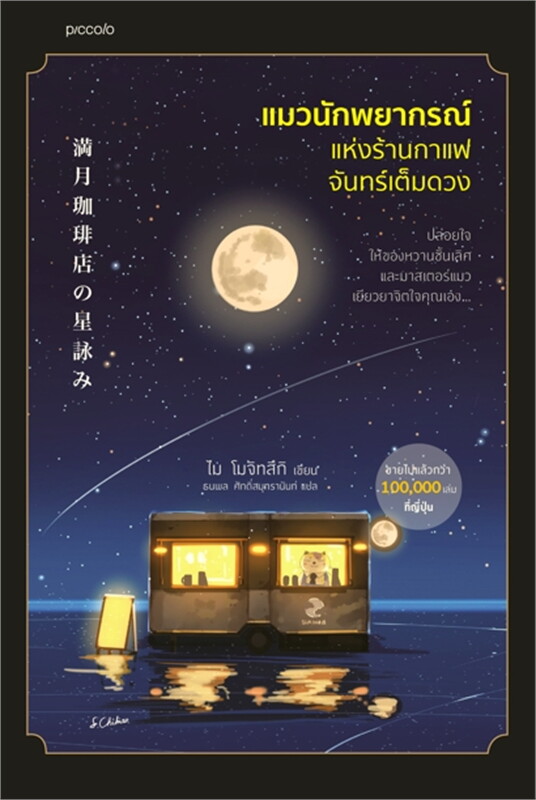 piccolo
แมวนักพยากรณ์
แห่งร้านกาแฟ
จันทร์เต็มดวง
満月珈琲店の星詠み
ปล่อยใจ
ให้ของหวานชั้นเลิศ
และมาสเตอร์แมว
เยียวยาจิตใจคุณเอง...
ไม โมจิทสึกิ เขียน
ธนพล ศักดิ์สมุทรานันท์ แปล
ขายไปแล้วกว่า
100,000 เล่ม
ที่ญี่ปุ่น